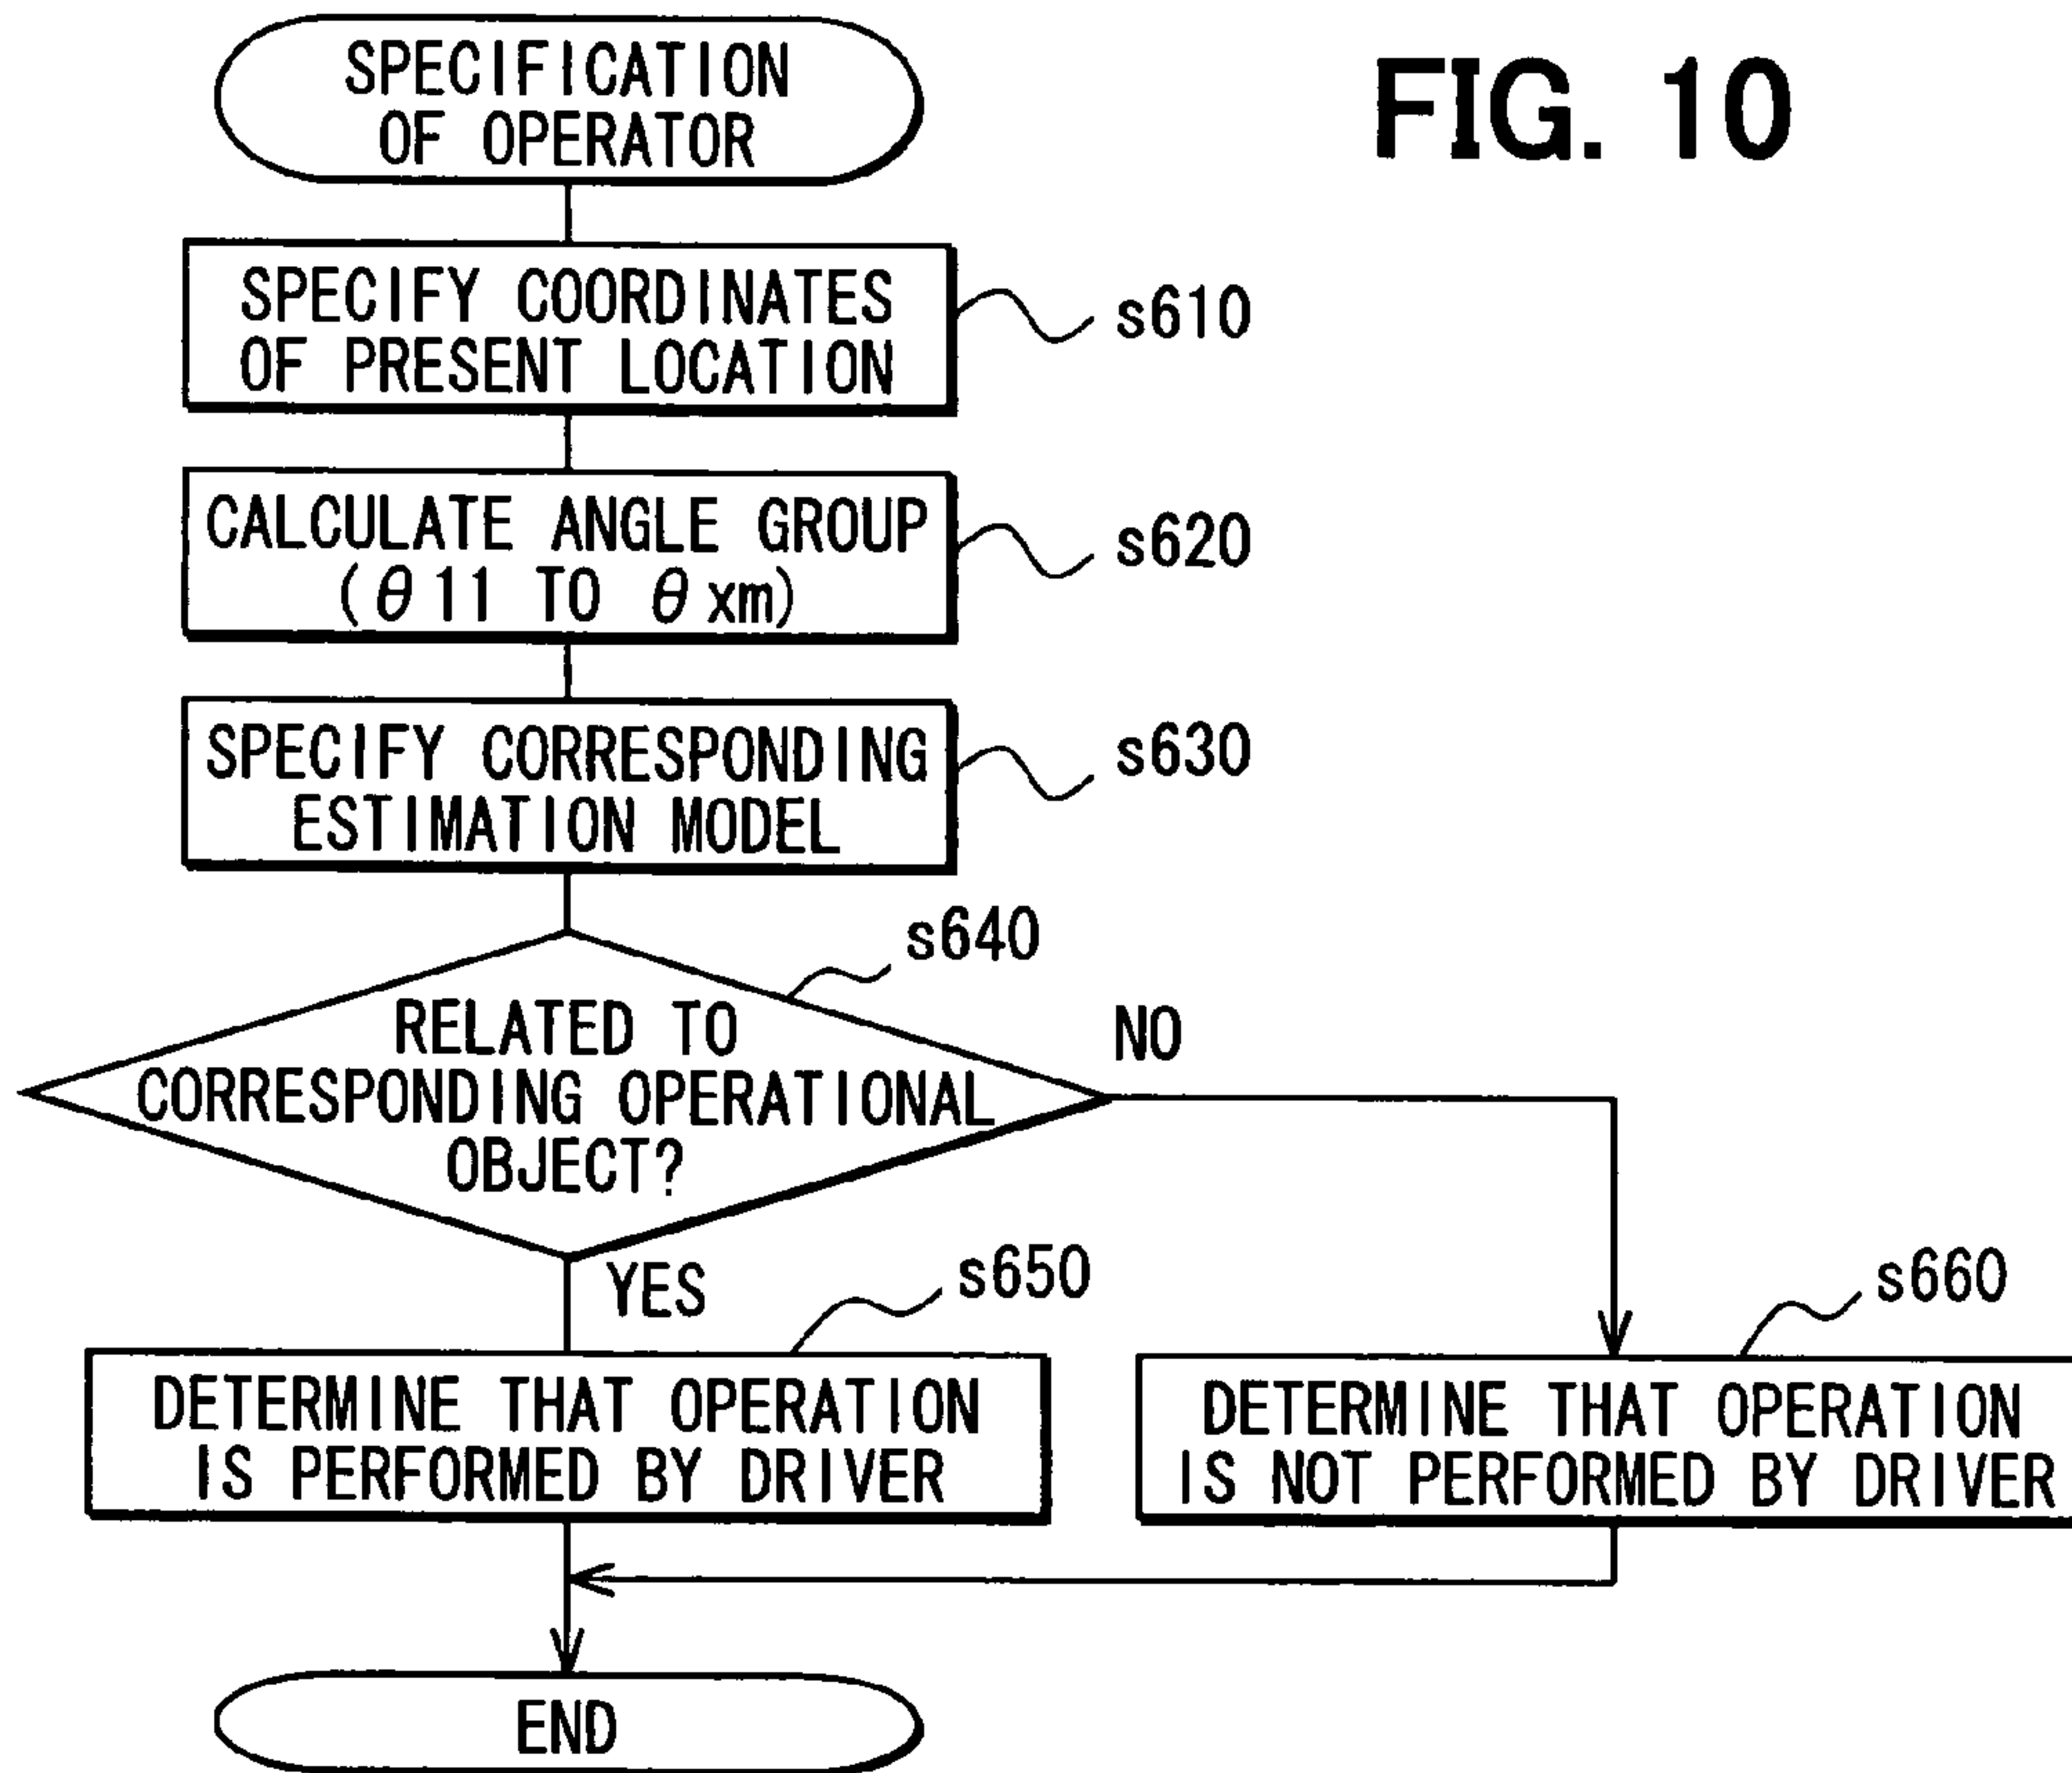 FIG. 10
SPECIFICATION
OF OPERATOR
SPECIFY COORDINATES
OF PRESENT LOCATION
s610
CALCULATE ANGLE GROUP
(θ11 TO θxm)
s620
SPECIFY CORRESPONDING
ESTIMATION MODEL
s630
s640
RELATED TO
CORRESPONDING OPERATIONAL
OBJECT?
NO
YES
s650
s660
DETERMINE THAT OPERATION
IS PERFORMED BY DRIVER
DETERMINE THAT OPERATION
IS NOT PERFORMED BY DRIVER
END